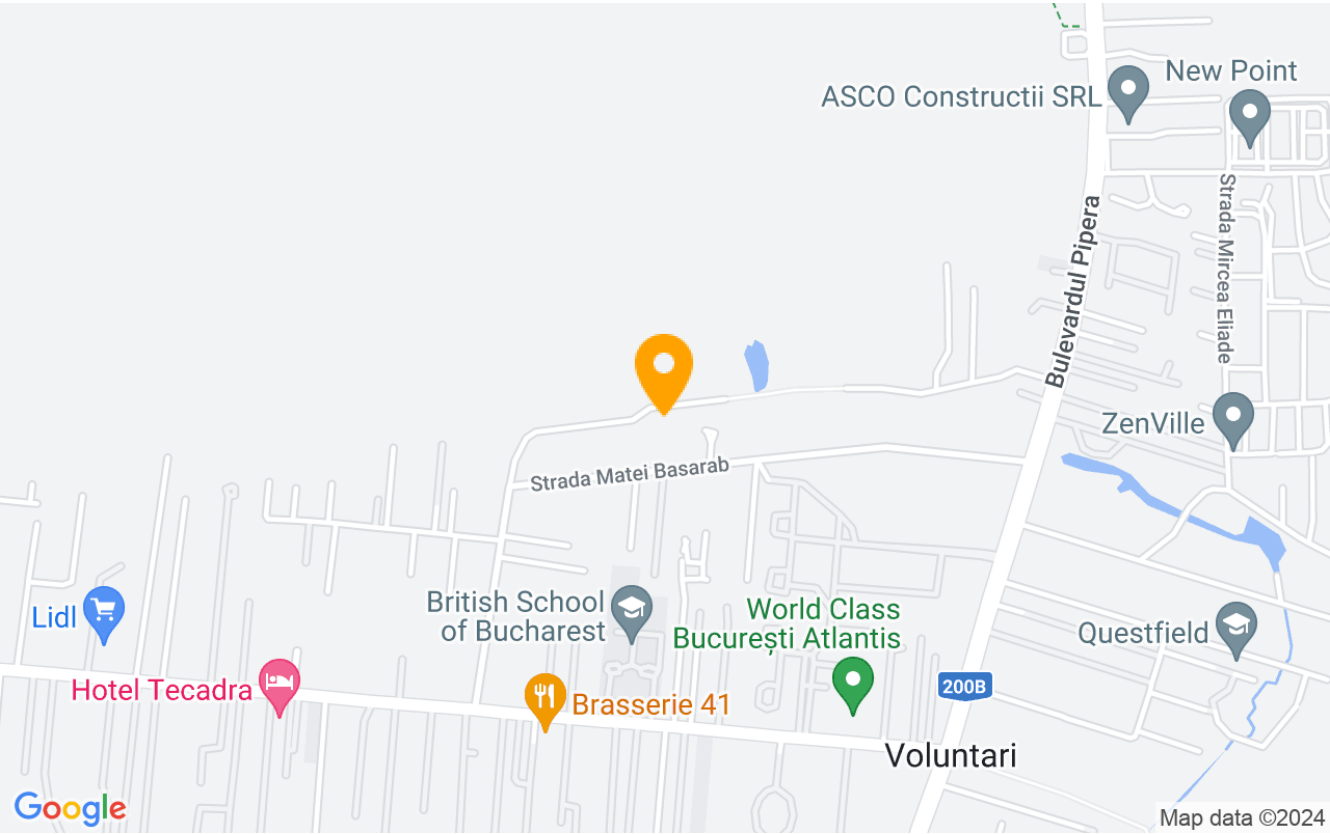 New Point
ASCO Constructii SRL
Strada Mircea Eliade
Bulevardul Pipera
ZenVille
Strada Matei Basarab
British School
of Bucharest
Lidl
World Class
București Atlantis
Questfield
Hotel Tecadra
200B
Brasserie 41
Voluntari
Google
Map data ©2024